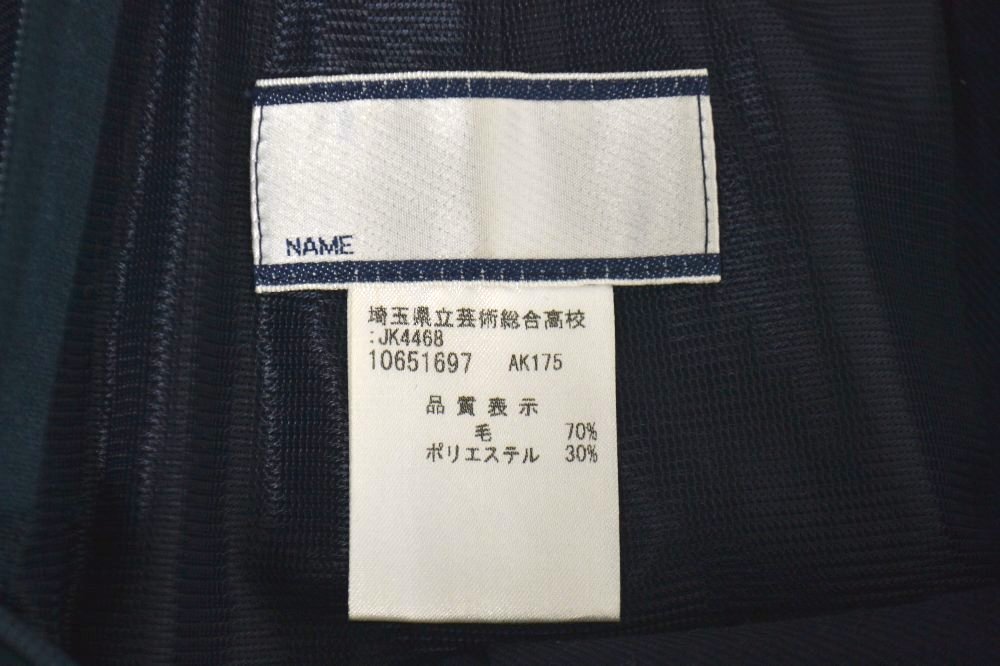 NAME
埼玉県立芸術総合高校
:JK4468
10651697 AK175
品質表示
毛 70%
ポリエステル 30%